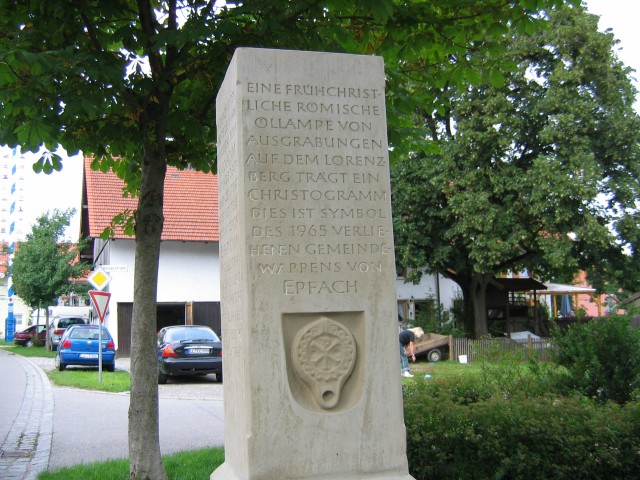 EINE FRÜHCHRIST-
LICHE RÖMISCHE
ÖLLAMPE VON
AUSGRABUNGEN
AUF DEM LORENZ
BERG TRÄGT EIN
CHRISTOGRAMM
DIES IST SYMBOL
DES 1965 VERLIE-
HENEN GEMEINDE
WAPPENS VON
EPFACH